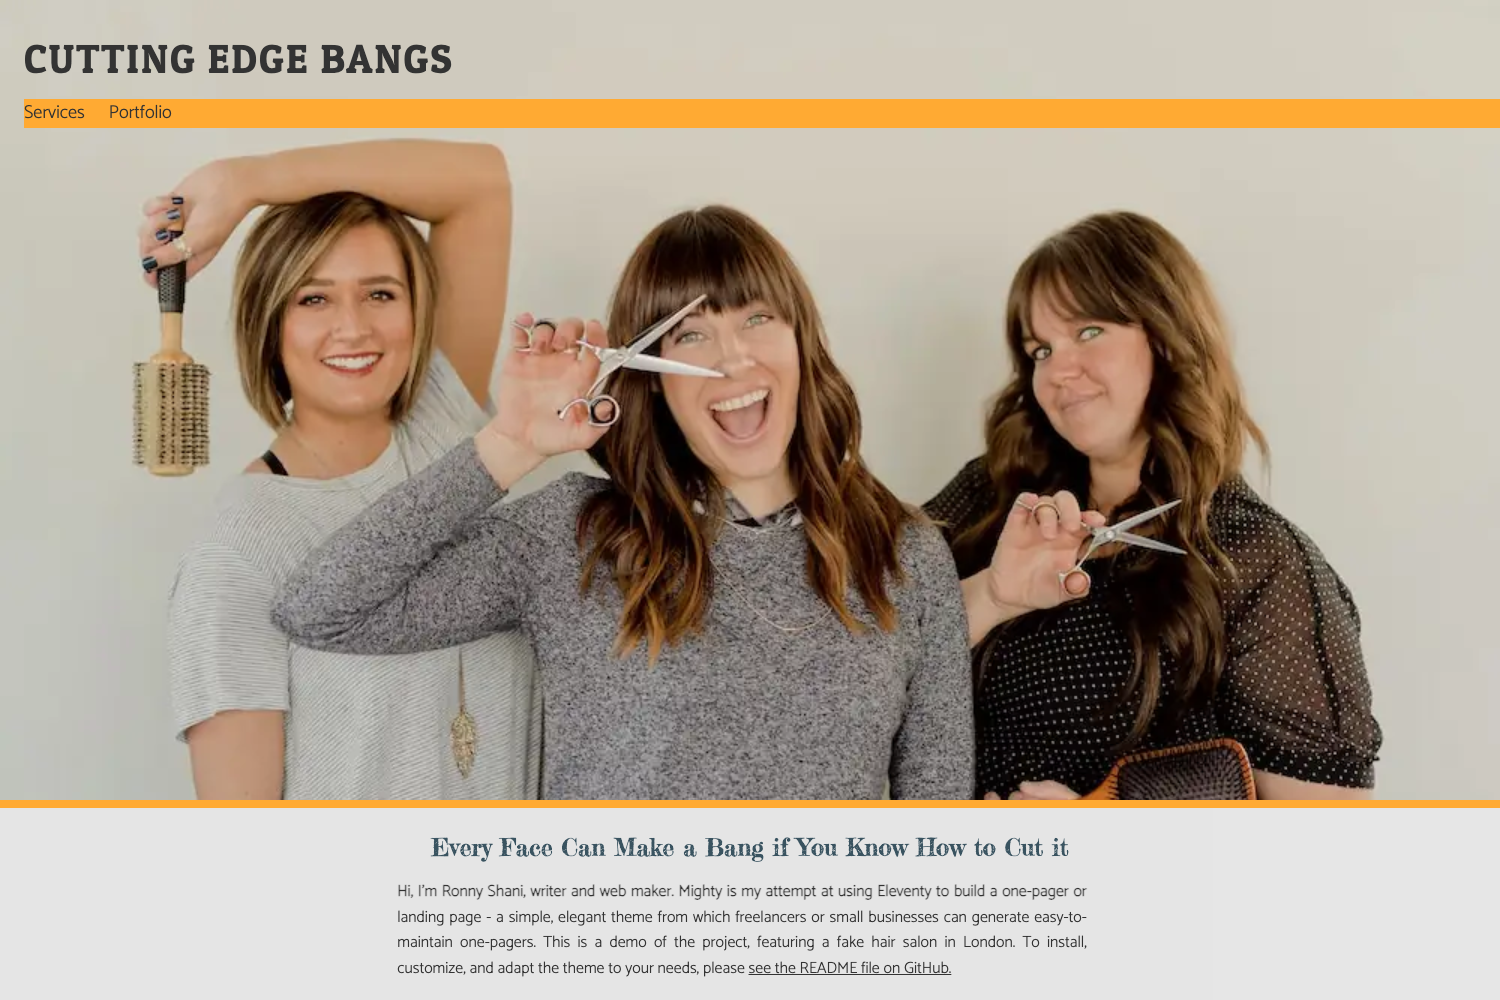 CUTTING EDGE BANGS
Services Portfolio
Every Face Can Make a Bang if You Know How to Cut it
Hi, I'm Ronny Shani, writer and web maker. Mighty is my attempt at using Eleventy to build a one-pager or
landing page - a simple, elegant theme from which freelancers or small businesses can generate easy-to-
maintain one-pagers. This is a demo of the project, featuring a fake hair salon in London. To install,
customize, and adapt the theme to your needs, please see the README file on GitHub.